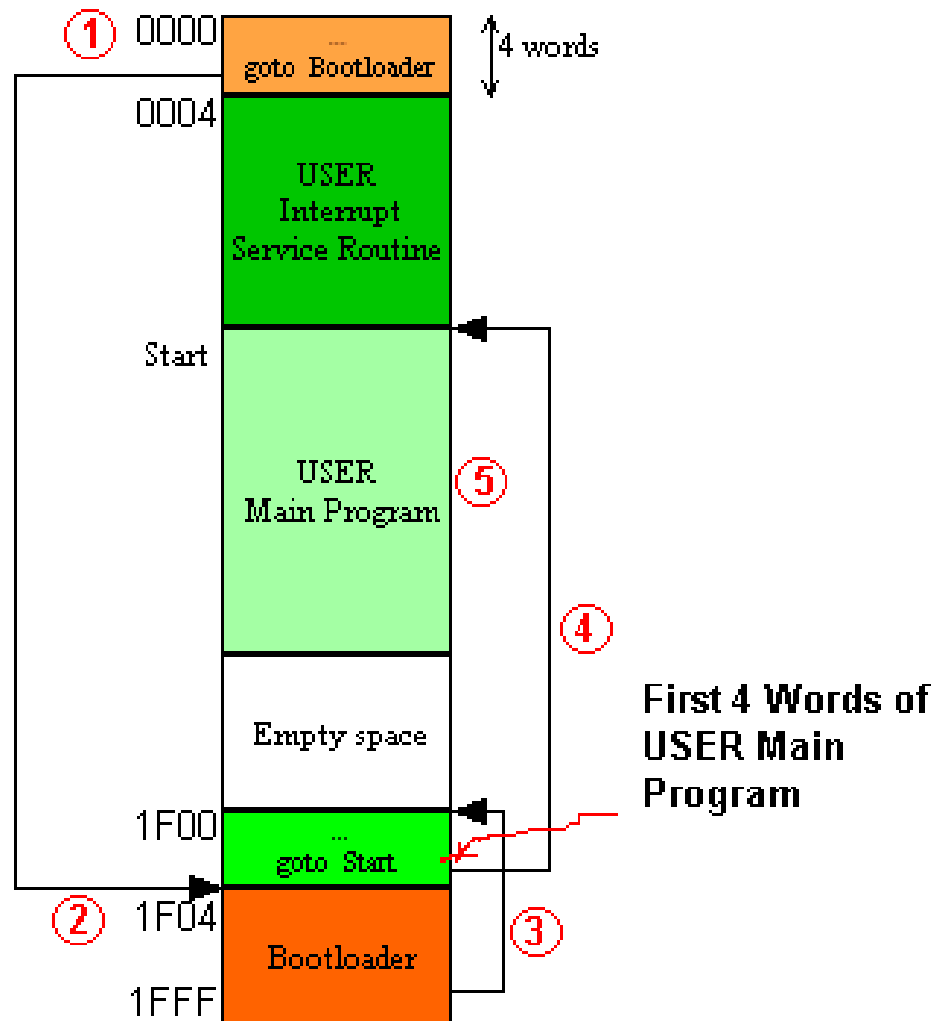 1
0000
...
goto Bootloader
4 words
0004
USER
Interrupt
Service Routine
Start
USER
Main Program
5
4
First 4 Words of
USER Main
Program
Empty space
1F00
...
goto Start
2
1F04
3
Bootloader
1FFF